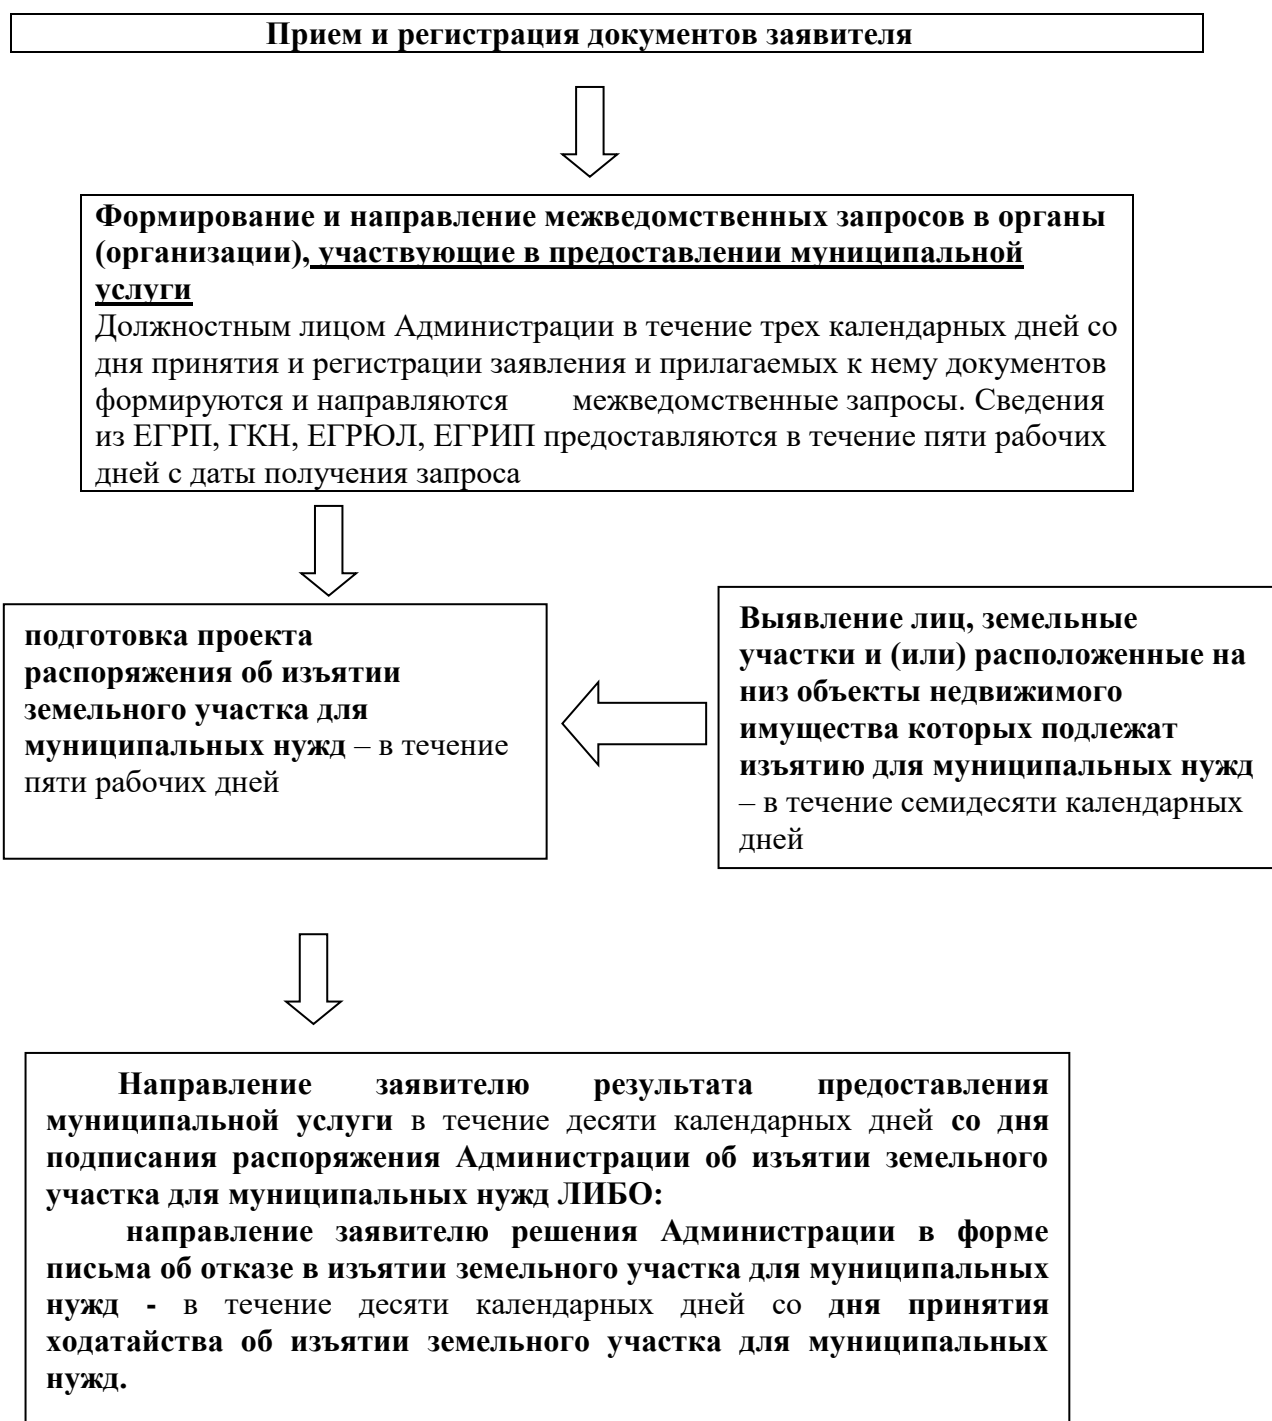 Прием и регистрация документов заявителя
Формирование и направление межведомственных запросов в органы
(организации), участвующие в предоставлении муниципальной
услуги
Должностным лицом Администрации в течение трех календарных дней со
дня принятия и регистрации заявления и прилагаемых к нему документов
формируются и направляются межведомственные запросы. Сведения
из ЕГРП, ГКН, ЕГРЮЛ, ЕГРИП предоставляются в течение пяти рабочих
дней с даты получения запроса
подготовка проекта
распоряжения об изъятии
земельного участка для
муниципальных нужд – в течение
пяти рабочих дней
Выявление лиц, земельные
участки и (или) расположенные на
низ объекты недвижимого
имущества которых подлежат
изъятию для муниципальных нужд
– в течение семидесяти календарных
дней
Направление заявителю результата предоставления
муниципальной услуги в течение десяти календарных дней со дня
подписания распоряжения Администрации об изъятии земельного
участка для муниципальных нужд ЛИБО:
направление заявителю решения Администрации в форме
письма об отказе в изъятии земельного участка для муниципальных
нужд - в течение десяти календарных дней со дня принятия
ходатайства об изъятии земельного участка для муниципальных
нужд.